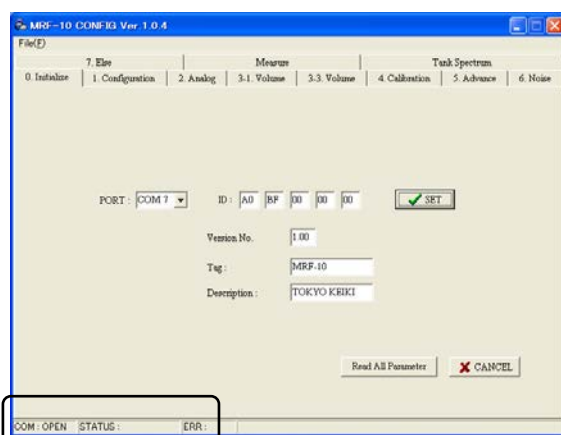 MRF-10 CONFIG Ver.1.0.4
File(F)
7. Else Measure Tank Spectrum
0. Initialize 1. Configuration 2. Analog 3-1. Volume 3-3. Volume 4. Calibration 5. Advance 6. Noise
PORT : COM 7 ID : A0 BF 00 00 00 SET
Version No. 1.00
Tag : MRF-10
Description : TOKYO KEIKI
Read All Parameter CANCEL
COM : OPEN STATUS : ERR :